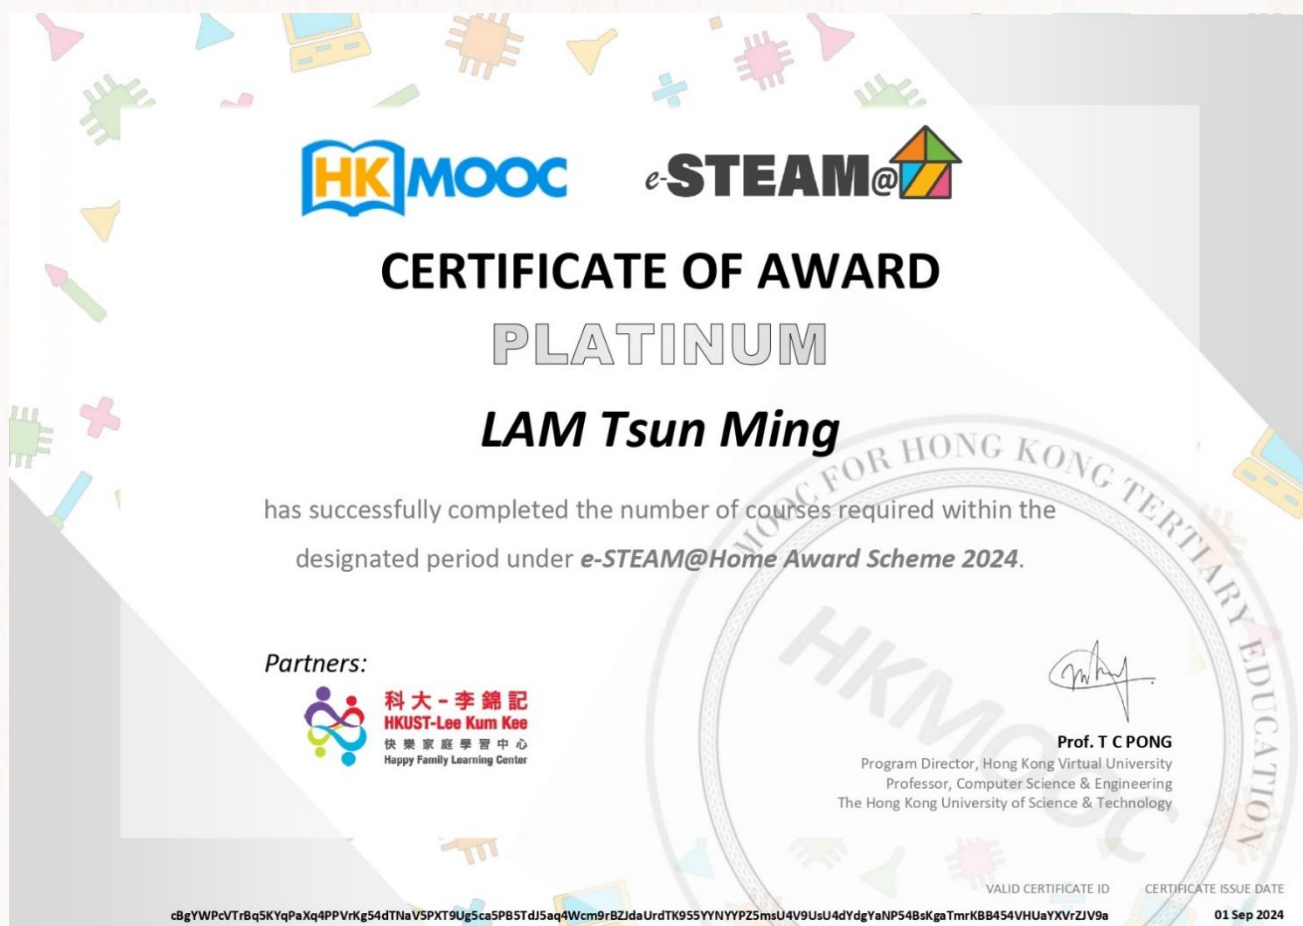 HK MOOC
e-STEAM@
CERTIFICATE OF AWARD
PLATINUM
LAM Tsun Ming
has successfully completed the number of courses required within the
designated period under e-STEAM@Home Award Scheme 2024.
Partners:
科大-李錦記
HKUST-Lee Kum Kee
快樂家庭學習中心
Happy Family Learning Center
MOOC FOR HONG KONG TERTIARY EDUCATION
HKMOOC
Prof. T C PONG
Program Director, Hong Kong Virtual University
Professor, Computer Science & Engineering
The Hong Kong University of Science & Technology
VALID CERTIFICATE ID
CERTIFICATE ISSUE DATE
cBgYWPcVTrBq5KYqPaXq4PPVrKg54dTNaV5PXT9UgSca5PB5TdJ5aq4Wcm9rBZJdaUrdTK955YYNYYPZ5msU4V9UsU4dYdgYaNP54BsKgaTmrKBB454VHUaYXVrZJV9a
01 Sep 2024